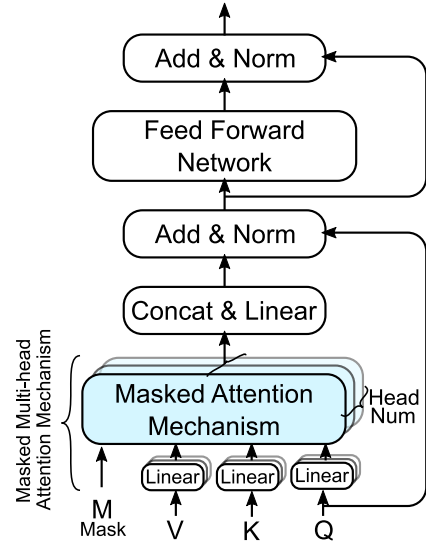 Add & Norm
Feed Forward
Network
Add & Norm
Concat & Linear
Masked Multi-head
Attention Mechanism
Masked Attention
Mechanism
Head
Num
Linear
Linear
Linear
M
Mask
V
K
Q